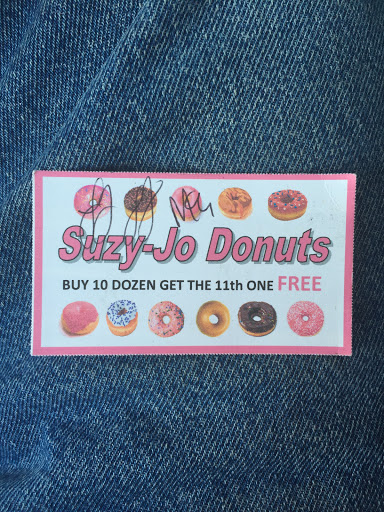 Suzy-Jo Donuts
BUY 10 DOZEN GET THE 11th ONE FREE